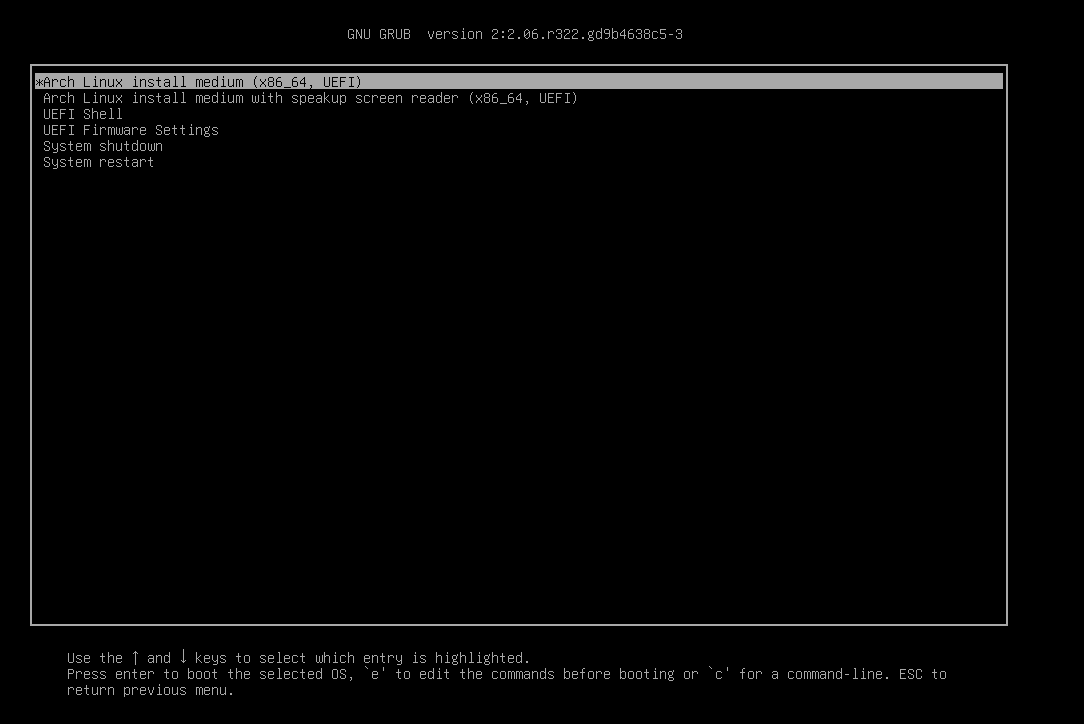 GNU GRUB  version 2:2.06.r322.gd9b4638c5-3
*Arch Linux install medium (x86_64, UEFI)
Arch Linux install medium with speakup screen reader (x86_64, UEFI)
UEFI Shell
UEFI Firmware Settings
System shutdown
System restart
Use the ↑ and ↓ keys to select which entry is highlighted.
Press enter to boot the selected OS, `e' to edit the commands before booting or `c' for a command-line. ESC to
return previous menu.